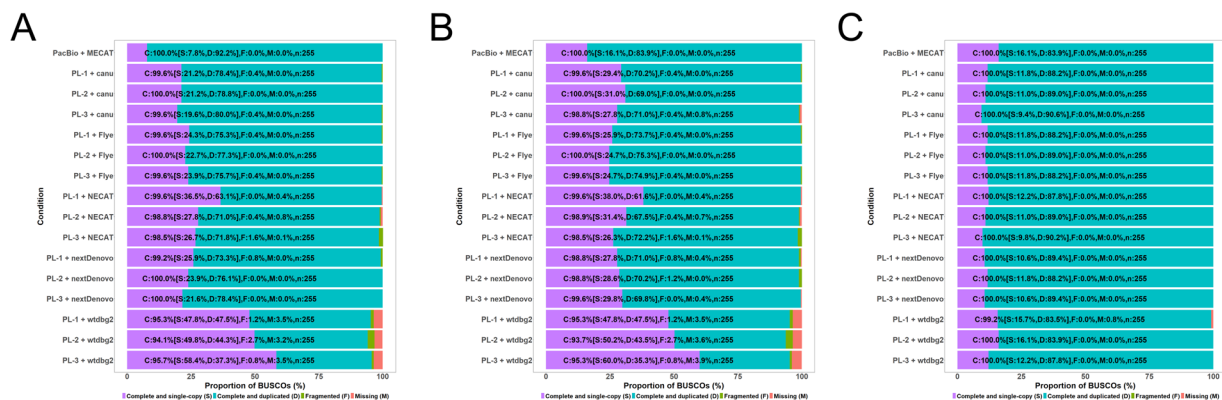 A
Condition
PacBio + MECAT C:100.0%[S:7.8%,D:92.2%],F:0.0%,M:0.0%,n:255
PL-1 + canu C:99.6%[S:21.2%,D:78.4%],F:0.4%,M:0.0%,n:255
PL-2 + canu C:100.0%[S:21.2%,D:78.8%],F:0.0%,M:0.0%,n:255
PL-3 + canu C:99.6%[S:19.6%,D:80.0%],F:0.4%,M:0.0%,n:255
PL-1 + Flye C:99.6%[S:24.3%,D:75.3%],F:0.4%,M:0.0%,n:255
PL-2 + Flye C:100.0%[S:22.7%,D:77.3%],F:0.0%,M:0.0%,n:255
PL-3 + Flye C:99.6%[S:23.9%,D:75.7%],F:0.4%,M:0.0%,n:255
PL-1 + NECAT C:99.6%[S:36.5%,D:63.1%],F:0.0%,M:0.4%,n:255
PL-2 + NECAT C:98.8%[S:27.8%,D:71.0%],F:0.4%,M:0.8%,n:255
PL-3 + NECAT C:98.5%[S:26.7%,D:71.8%],F:1.6%,M:0.1%,n:255
PL-1 + nextDenovo C:99.2%[S:25.9%,D:73.3%],F:0.8%,M:0.0%,n:255
PL-2 + nextDenovo C:100.0%[S:23.9%,D:76.1%],F:0.0%,M:0.0%,n:255
PL-3 + nextDenovo C:100.0%[S:21.6%,D:78.4%],F:0.0%,M:0.0%,n:255
PL-1 + wtdbg2 C:95.3%[S:47.8%,D:47.5%],F:1.2%,M:3.5%,n:255
PL-2 + wtdbg2 C:94.1%[S:49.8%,D:44.3%],F:2.7%,M:3.2%,n:255
PL-3 + wtdbg2 C:95.7%[S:58.4%,D:37.3%],F:0.8%,M:3.5%,n:255
0 25 50 75 100
Proportion of BUSCOs (%)
Complete and single-copy (S) Complete and duplicated (D) Fragmented (F) Missing (M)
B
Condition
PacBio + MECAT C:100.0%[S:16.1%,D:83.9%],F:0.0%,M:0.0%,n:255
PL-1 + canu C:99.6%[S:29.4%,D:70.2%],F:0.4%,M:0.0%,n:255
PL-2 + canu C:100.0%[S:31.0%,D:69.0%],F:0.0%,M:0.0%,n:255
PL-3 + canu C:98.8%[S:27.8%,D:71.0%],F:0.4%,M:0.8%,n:255
PL-1 + Flye C:99.6%[S:25.9%,D:73.7%],F:0.4%,M:0.0%,n:255
PL-2 + Flye C:100.0%[S:24.7%,D:75.3%],F:0.0%,M:0.0%,n:255
PL-3 + Flye C:99.6%[S:24.7%,D:74.9%],F:0.4%,M:0.0%,n:255
PL-1 + NECAT C:99.6%[S:38.0%,D:61.6%],F:0.0%,M:0.4%,n:255
PL-2 + NECAT C:98.9%[S:31.4%,D:67.5%],F:0.4%,M:0.7%,n:255
PL-3 + NECAT C:98.5%[S:26.3%,D:72.2%],F:1.6%,M:0.1%,n:255
PL-1 + nextDenovo C:98.8%[S:27.8%,D:71.0%],F:0.8%,M:0.4%,n:255
PL-2 + nextDenovo C:98.8%[S:28.6%,D:70.2%],F:1.2%,M:0.0%,n:255
PL-3 + nextDenovo C:99.6%[S:29.8%,D:69.8%],F:0.0%,M:0.4%,n:255
PL-1 + wtdbg2 C:95.3%[S:47.8%,D:47.5%],F:1.2%,M:3.5%,n:255
PL-2 + wtdbg2 C:93.7%[S:50.2%,D:43.5%],F:2.7%,M:3.6%,n:255
PL-3 + wtdbg2 C:95.3%[S:60.0%,D:35.3%],F:0.8%,M:3.9%,n:255
0 25 50 75 100
Proportion of BUSCOs (%)
Complete and single-copy (S) Complete and duplicated (D) Fragmented (F) Missing (M)
C
Condition
PacBio + MECAT C:100.0%[S:16.1%,D:83.9%],F:0.0%,M:0.0%,n:255
PL-1 + canu C:100.0%[S:11.8%,D:88.2%],F:0.0%,M:0.0%,n:255
PL-2 + canu C:100.0%[S:11.0%,D:89.0%],F:0.0%,M:0.0%,n:255
PL-3 + canu C:100.0%[S:9.4%,D:90.6%],F:0.0%,M:0.0%,n:255
PL-1 + Flye C:100.0%[S:11.8%,D:88.2%],F:0.0%,M:0.0%,n:255
PL-2 + Flye C:100.0%[S:11.0%,D:89.0%],F:0.0%,M:0.0%,n:255
PL-3 + Flye C:100.0%[S:11.8%,D:88.2%],F:0.0%,M:0.0%,n:255
PL-1 + NECAT C:100.0%[S:12.2%,D:87.8%],F:0.0%,M:0.0%,n:255
PL-2 + NECAT C:100.0%[S:11.0%,D:89.0%],F:0.0%,M:0.0%,n:255
PL-3 + NECAT C:100.0%[S:9.8%,D:90.2%],F:0.0%,M:0.0%,n:255
PL-1 + nextDenovo C:100.0%[S:10.6%,D:89.4%],F:0.0%,M:0.0%,n:255
PL-2 + nextDenovo C:100.0%[S:11.8%,D:88.2%],F:0.0%,M:0.0%,n:255
PL-3 + nextDenovo C:100.0%[S:10.6%,D:89.4%],F:0.0%,M:0.0%,n:255
PL-1 + wtdbg2 C:99.2%[S:15.7%,D:83.5%],F:0.0%,M:0.8%,n:255
PL-2 + wtdbg2 C:100.0%[S:16.1%,D:83.9%],F:0.0%,M:0.0%,n:255
PL-3 + wtdbg2 C:100.0%[S:12.2%,D:87.8%],F:0.0%,M:0.0%,n:255
0 25 50 75 100
Proportion of BUSCOs (%)
Complete and single-copy (S) Complete and duplicated (D) Fragmented (F) Missing (M)